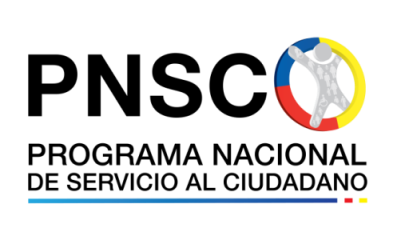 PNSC
PROGRAMA NACIONAL
DE SERVICIO AL CIUDADANO